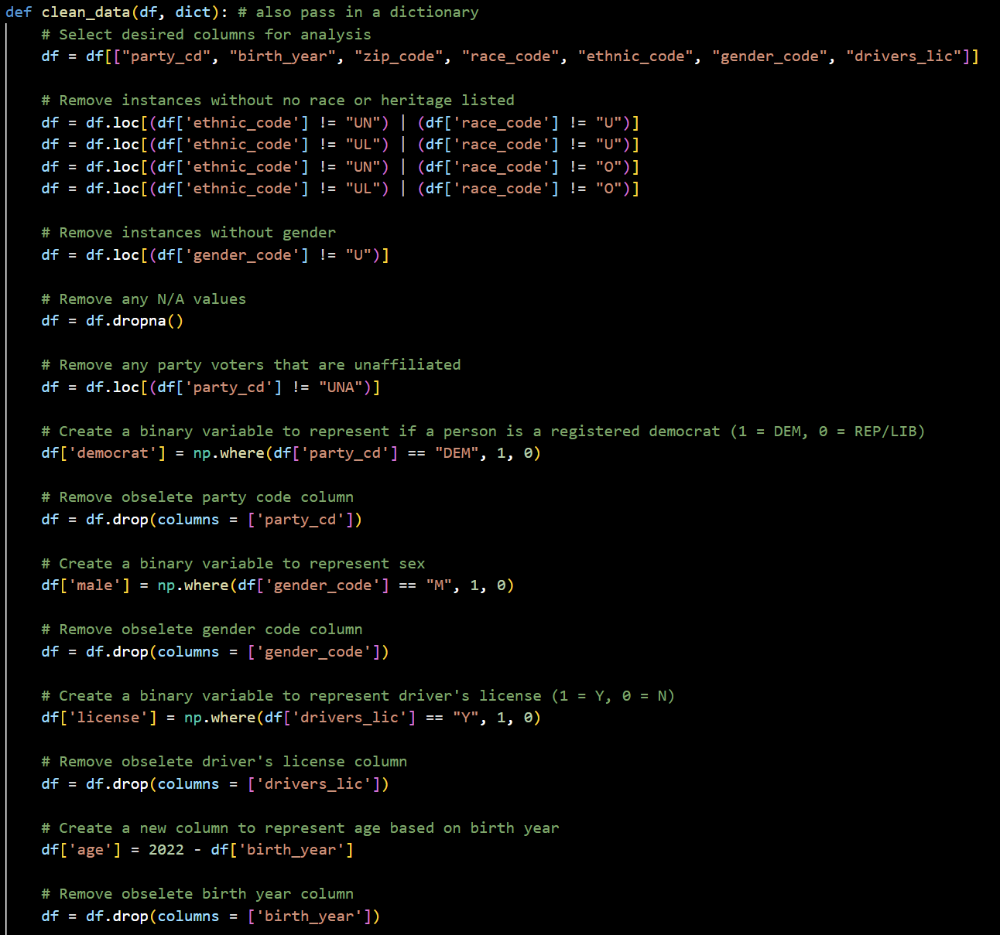 def clean_data(df, dict): # also pass in a dictionary
    # Select desired columns for analysis
    df = df[["party_cd", "birth_year", "zip_code", "race_code", "ethnic_code", "gender_code", "drivers_lic"]]

    # Remove instances without no race or heritage listed
    df = df.loc[(df['ethnic_code'] != "UN") | (df['race_code'] != "U")]
    df = df.loc[(df['ethnic_code'] != "UL") | (df['race_code'] != "U")]
    df = df.loc[(df['ethnic_code'] != "UN") | (df['race_code'] != "O")]
    df = df.loc[(df['ethnic_code'] != "UL") | (df['race_code'] != "O")]

    # Remove instances without gender
    df = df.loc[(df['gender_code'] != "U")]

    # Remove any N/A values
    df = df.dropna()

    # Remove any party voters that are unaffiliated
    df = df.loc[(df['party_cd'] != "UNA")]

    # Create a binary variable to represent if a person is a registered democrat (1 = DEM, 0 = REP/LIB)
    df['democrat'] = np.where(df['party_cd'] == "DEM", 1, 0)

    # Remove obselete party code column
    df = df.drop(columns = ['party_cd'])

    # Create a binary variable to represent sex
    df['male'] = np.where(df['gender_code'] == "M", 1, 0)

    # Remove obselete gender code column
    df = df.drop(columns = ['gender_code'])

    # Create a binary variable to represent driver's license (1 = Y, 0 = N)
    df['license'] = np.where(df['drivers_lic'] == "Y", 1, 0)

    # Remove obselete driver's license column
    df = df.drop(columns = ['drivers_lic'])

    # Create a new column to represent age based on birth year
    df['age'] = 2022 - df['birth_year']

    # Remove obselete birth year column
    df = df.drop(columns = ['birth_year'])